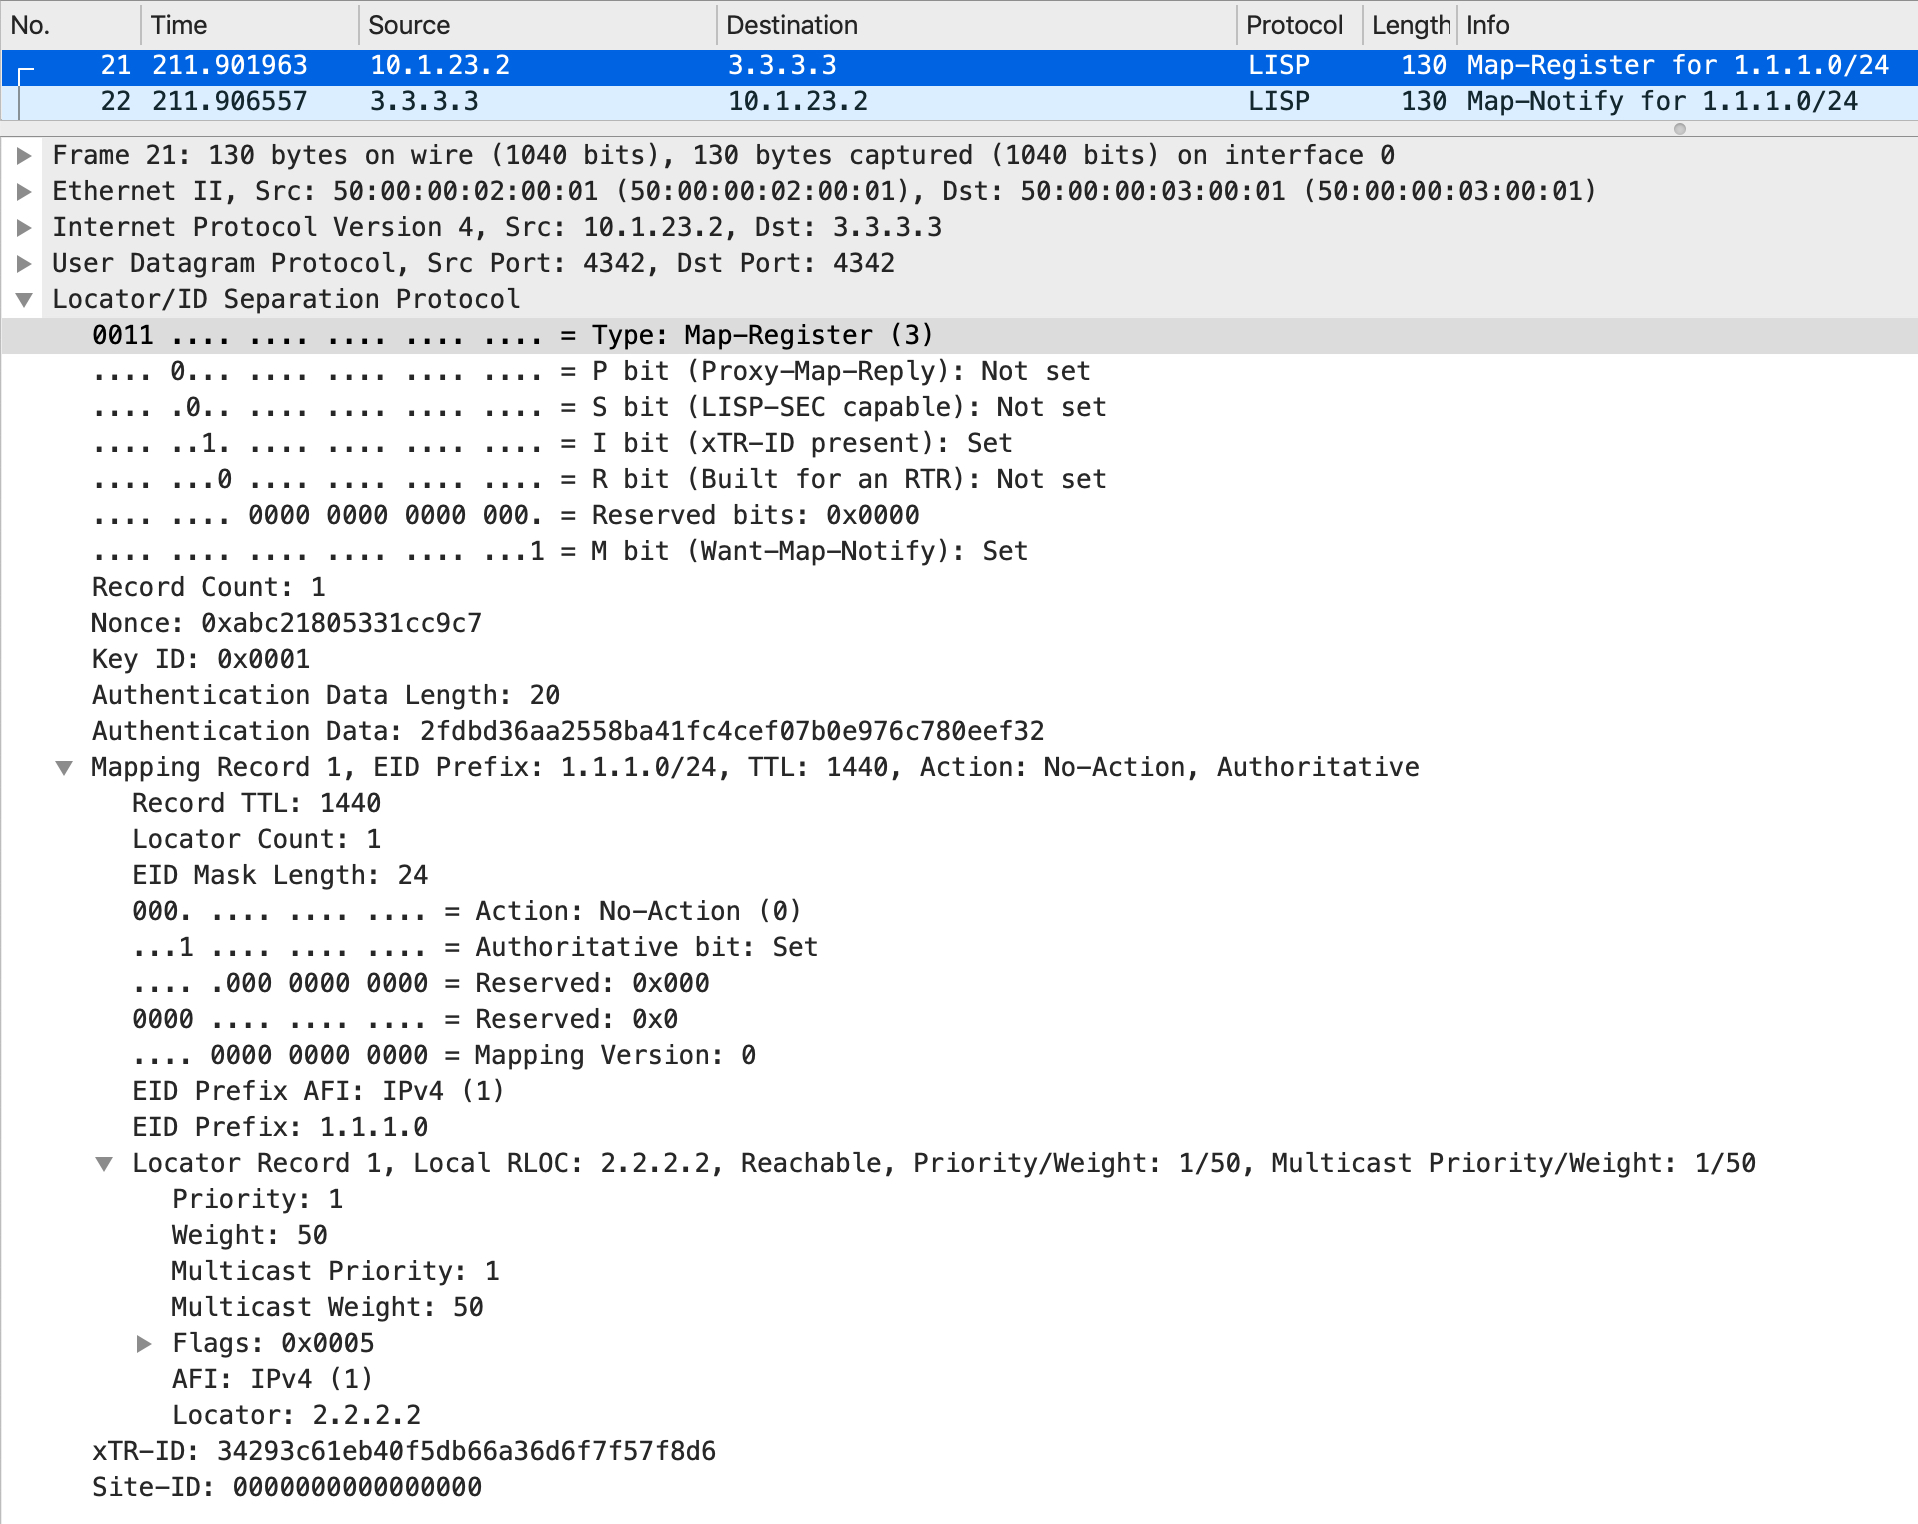 No. Time Source Destination Protocol Length Info
21 211.901963 10.1.23.2 3.3.3.3 LISP 130 Map-Register for 1.1.1.0/24
22 211.906557 3.3.3.3 10.1.23.2 LISP 130 Map-Notify for 1.1.1.0/24
Frame 21: 130 bytes on wire (1040 bits), 130 bytes captured (1040 bits) on interface 0
Ethernet II, Src: 50:00:00:02:00:01 (50:00:00:02:00:01), Dst: 50:00:00:03:00:01 (50:00:00:03:00:01)
Internet Protocol Version 4, Src: 10.1.23.2, Dst: 3.3.3.3
User Datagram Protocol, Src Port: 4342, Dst Port: 4342
Locator/ID Separation Protocol
0011 .... .... .... .... .... = Type: Map-Register (3)
.... 0... .... .... .... .... = P bit (Proxy-Map-Reply): Not set
.... .0.. .... .... .... .... = S bit (LISP-SEC capable): Not set
.... ..1. .... .... .... .... = I bit (xTR-ID present): Set
.... ...0 .... .... .... .... = R bit (Built for an RTR): Not set
.... .... 0000 0000 0000 000. = Reserved bits: 0x0000
.... .... .... .... .... ...1 = M bit (Want-Map-Notify): Set
Record Count: 1
Nonce: 0xabc21805331cc9c7
Key ID: 0x0001
Authentication Data Length: 20
Authentication Data: 2fdbd36aa2558ba41fc4cef07b0e976c780eef32
Mapping Record 1, EID Prefix: 1.1.1.0/24, TTL: 1440, Action: No-Action, Authoritative
Record TTL: 1440
Locator Count: 1
EID Mask Length: 24
000. .... .... .... = Action: No-Action (0)
...1 .... .... .... = Authoritative bit: Set
.... .000 0000 0000 = Reserved: 0x000
0000 .... .... .... = Reserved: 0x0
.... 0000 0000 0000 = Mapping Version: 0
EID Prefix AFI: IPv4 (1)
EID Prefix: 1.1.1.0
Locator Record 1, Local RLOC: 2.2.2.2, Reachable, Priority/Weight: 1/50, Multicast Priority/Weight: 1/50
Priority: 1
Weight: 50
Multicast Priority: 1
Multicast Weight: 50
Flags: 0x0005
AFI: IPv4 (1)
Locator: 2.2.2.2
xTR-ID: 34293c61eb40f5db66a36d6f7f57f8d6
Site-ID: 0000000000000000